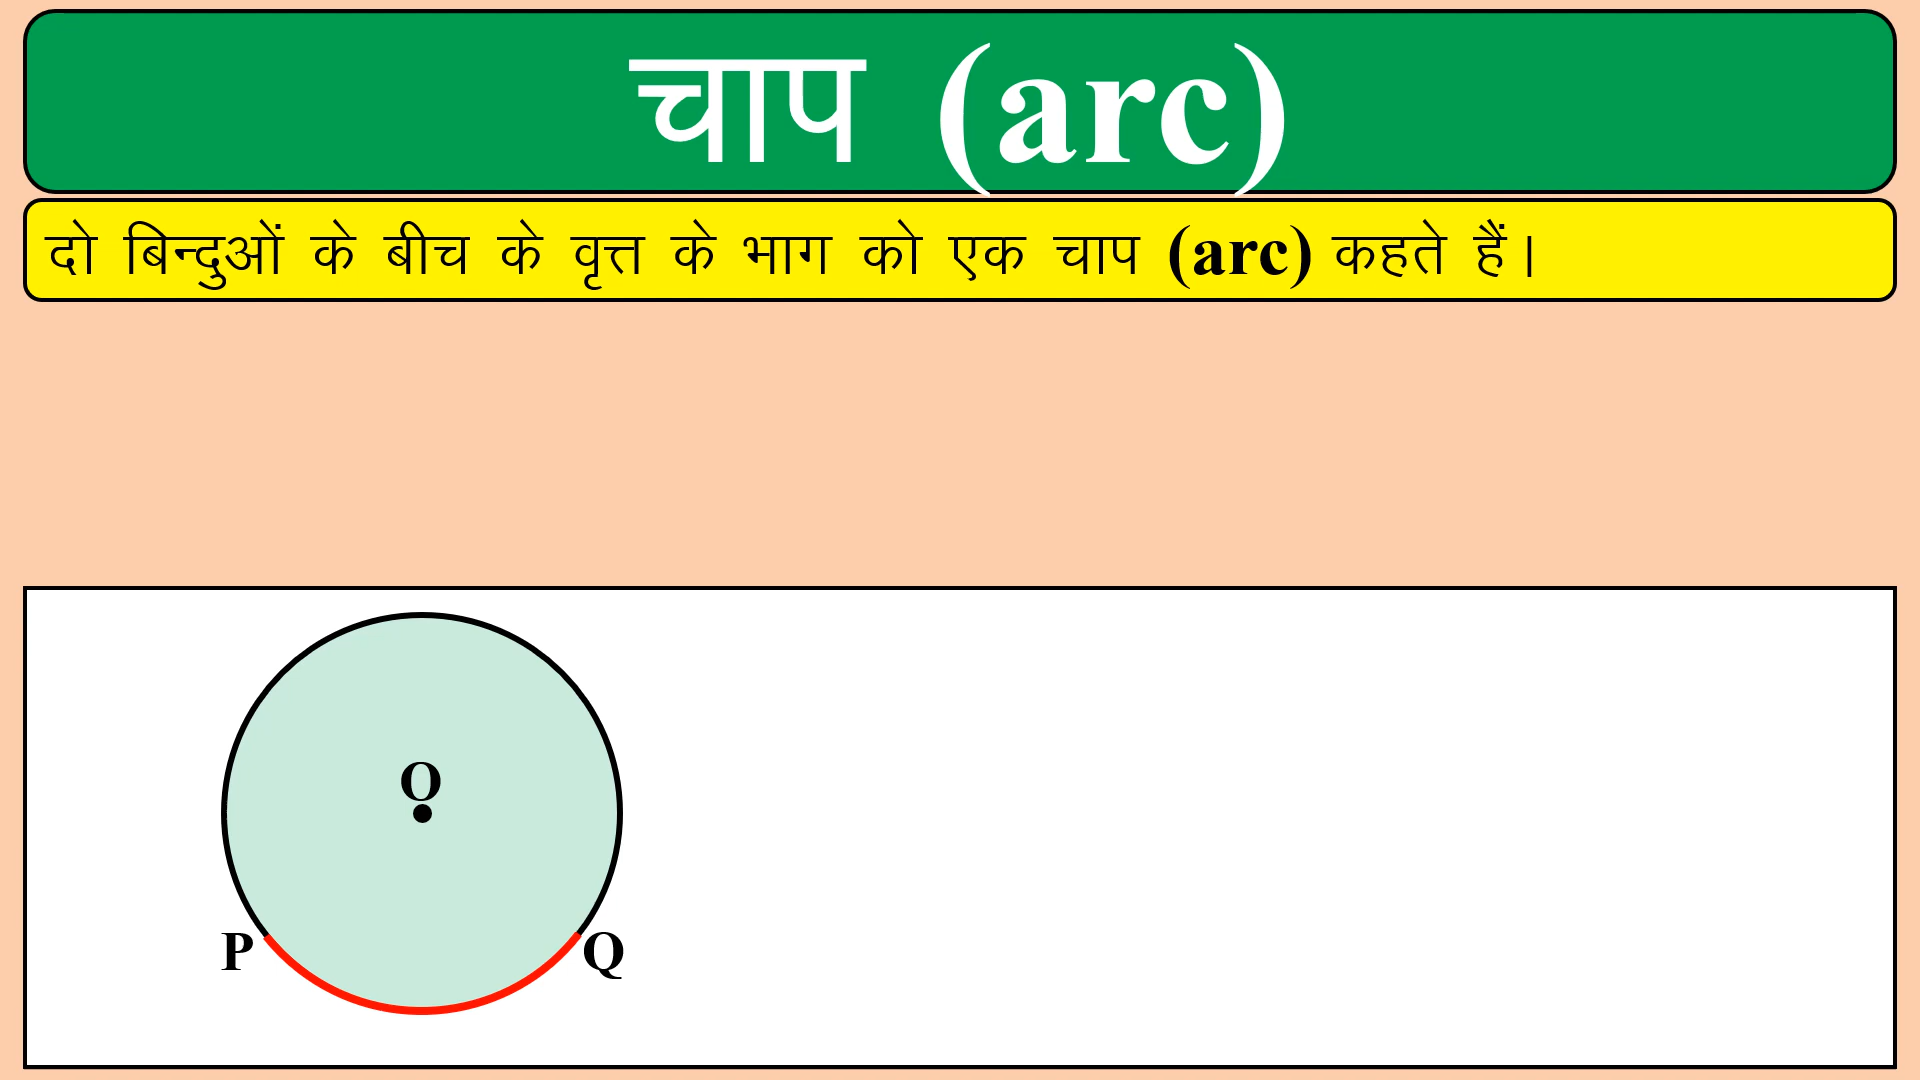 चाप (arc)
दो बिन्दुओं के बीच के वृत्त के भाग को एक चाप (arc) कहते हैं।
O
P Q